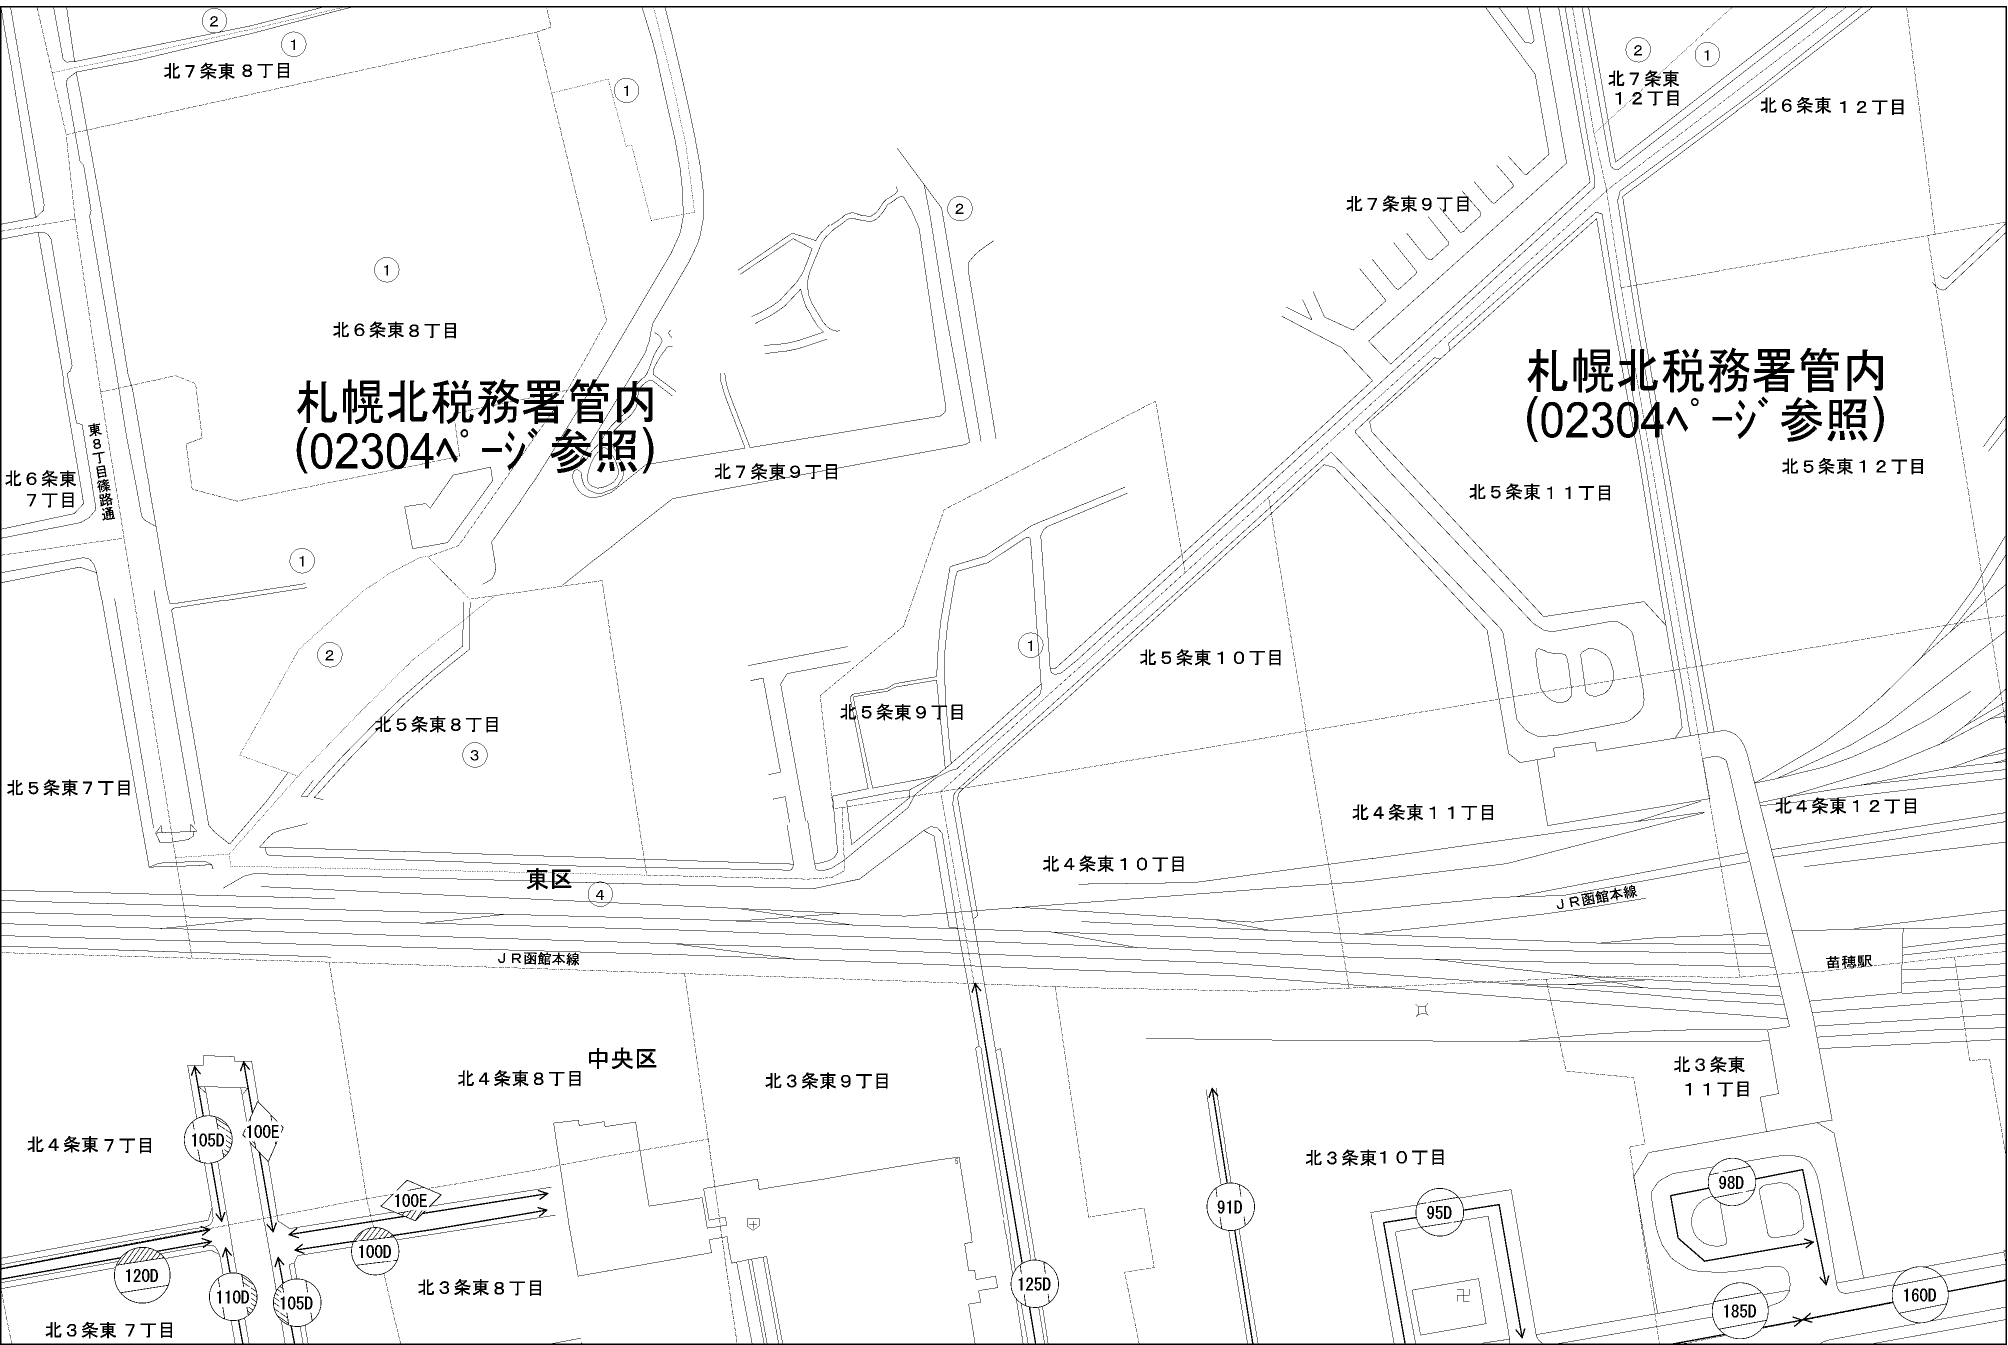 ②
①
北７条東８丁目
①
②
①
北７条東
１２丁目
北６条東１２丁目
②
北７条東９丁目
①
北６条東８丁目
札幌北税務署管内
(02304ﾍﾟｰｼﾞ参照)
札幌北税務署管内
(02304ﾍﾟｰｼﾞ参照)
東８丁目篠路通
北６条東
７丁目
北７条東９丁目
北５条東１１丁目
北５条東１２丁目
①
②
①
北５条東１０丁目
北５条東８丁目
③
北５条東９丁目
北５条東７丁目
北４条東１１丁目
北４条東１２丁目
北４条東１０丁目
東区
④
ＪＲ函館本線
ＪＲ函館本線
苗穂駅
中央区
北４条東８丁目
北３条東９丁目
北３条東
１１丁目
105D
100E
北４条東７丁目
北３条東１０丁目
100E
91D
95D
98D
100D
120D
110D
105D
北３条東８丁目
125D
185D
160D
北３条東７丁目